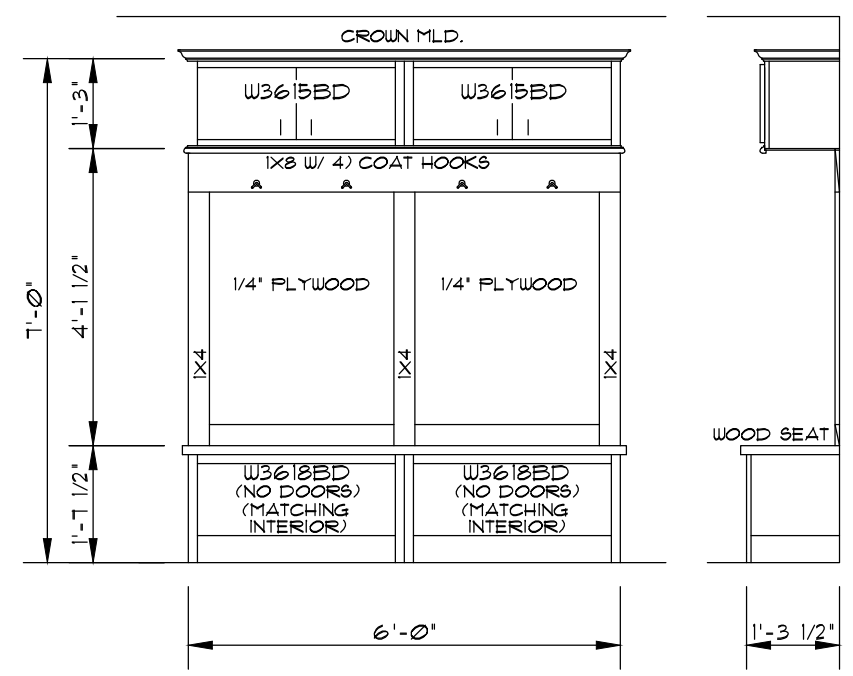 CROWN MLD.
W3615BD
W3615BD
1'-3"
1X8 W/ 4) COAT HOOKS
7'-0"
4'-1 1/2"
1/4" PLYWOOD
1/4" PLYWOOD
1X4
1X4
1X4
WOOD SEAT
1'-7 1/2"
W3618BD
(NO DOORS)
(MATCHING
INTERIOR)
W3618BD
(NO DOORS)
(MATCHING
INTERIOR)
6'-0"
1'-3 1/2"